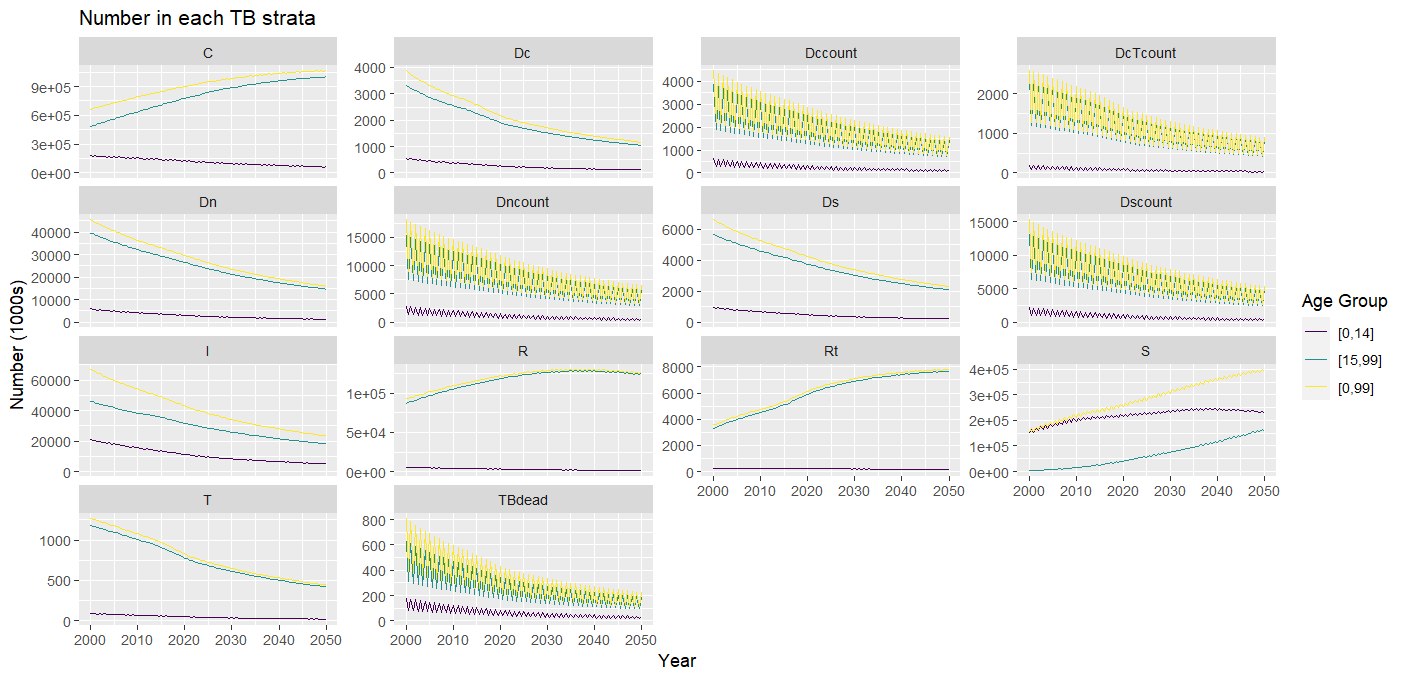 Number in each TB strata
C Dc Dccount DcTcount
9e+05 4000 4000 2000
6e+05 3000 3000 1000
3e+05 2000 2000 0
0e+00 1000 1000
0 0
Dn Dncount Ds Dscount
40000 15000 6000 15000
30000 10000 4000 10000
20000 5000 2000 5000
10000 0 0 0
0
I R Rt S
60000 1e+05 8000 4e+05
40000 5e+04 6000 3e+05
20000 0e+00 4000 2e+05
0 2000 1e+05
0 0e+00
2000 2010 2020 2030 2040 2050 2000 2010 2020 2030 2040 2050
T TBdead
1000 800
500 600
0 400
200
0
2000 2010 2020 2030 2040 2050 2000 2010 2020 2030 2040 2050
Year
Number (1000s)
Age Group
[0,14]
[15,99]
[0,99]